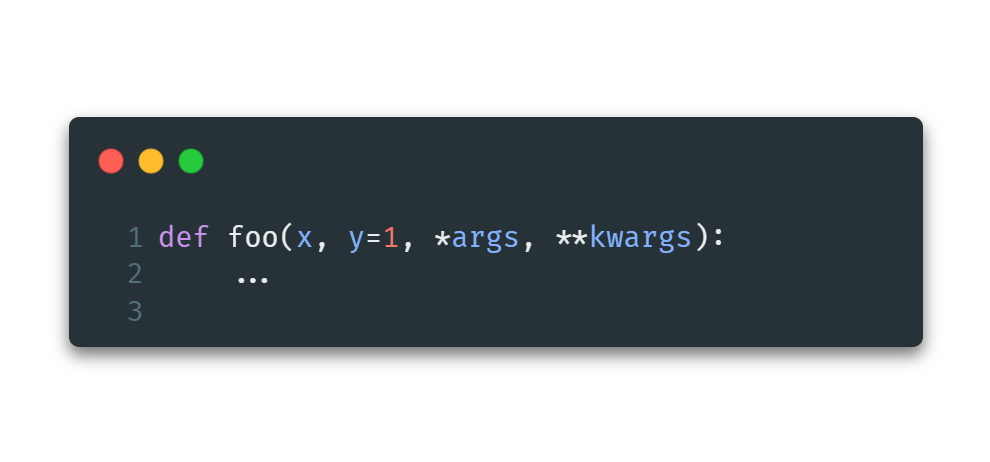 1 def foo(x, y=1, *args, **kwargs):
2     ...
3